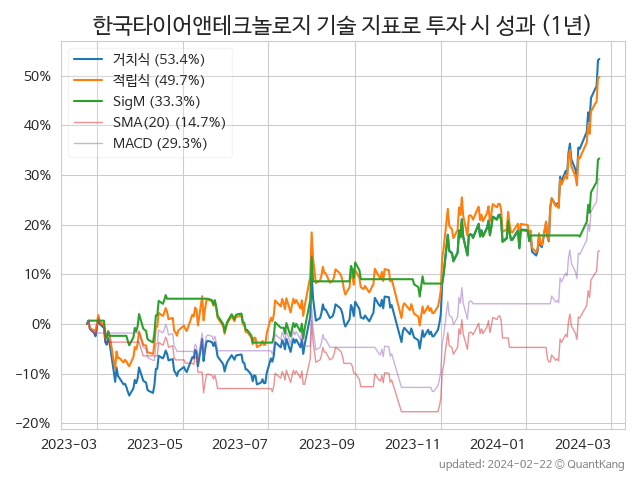 한국타이어앤테크놀로지 기술 지표로 투자 시 성과 (1년)
거치식 (53.4%)
적립식 (49.7%)
SigM (33.3%)
SMA(20) (14.7%)
MACD (29.3%)
50%
40%
30%
20%
10%
0%
−10%
−20%
2023-03 2023-05 2023-07 2023-09 2023-11 2024-01 2024-03
updated: 2024-02-22 © QuantKang